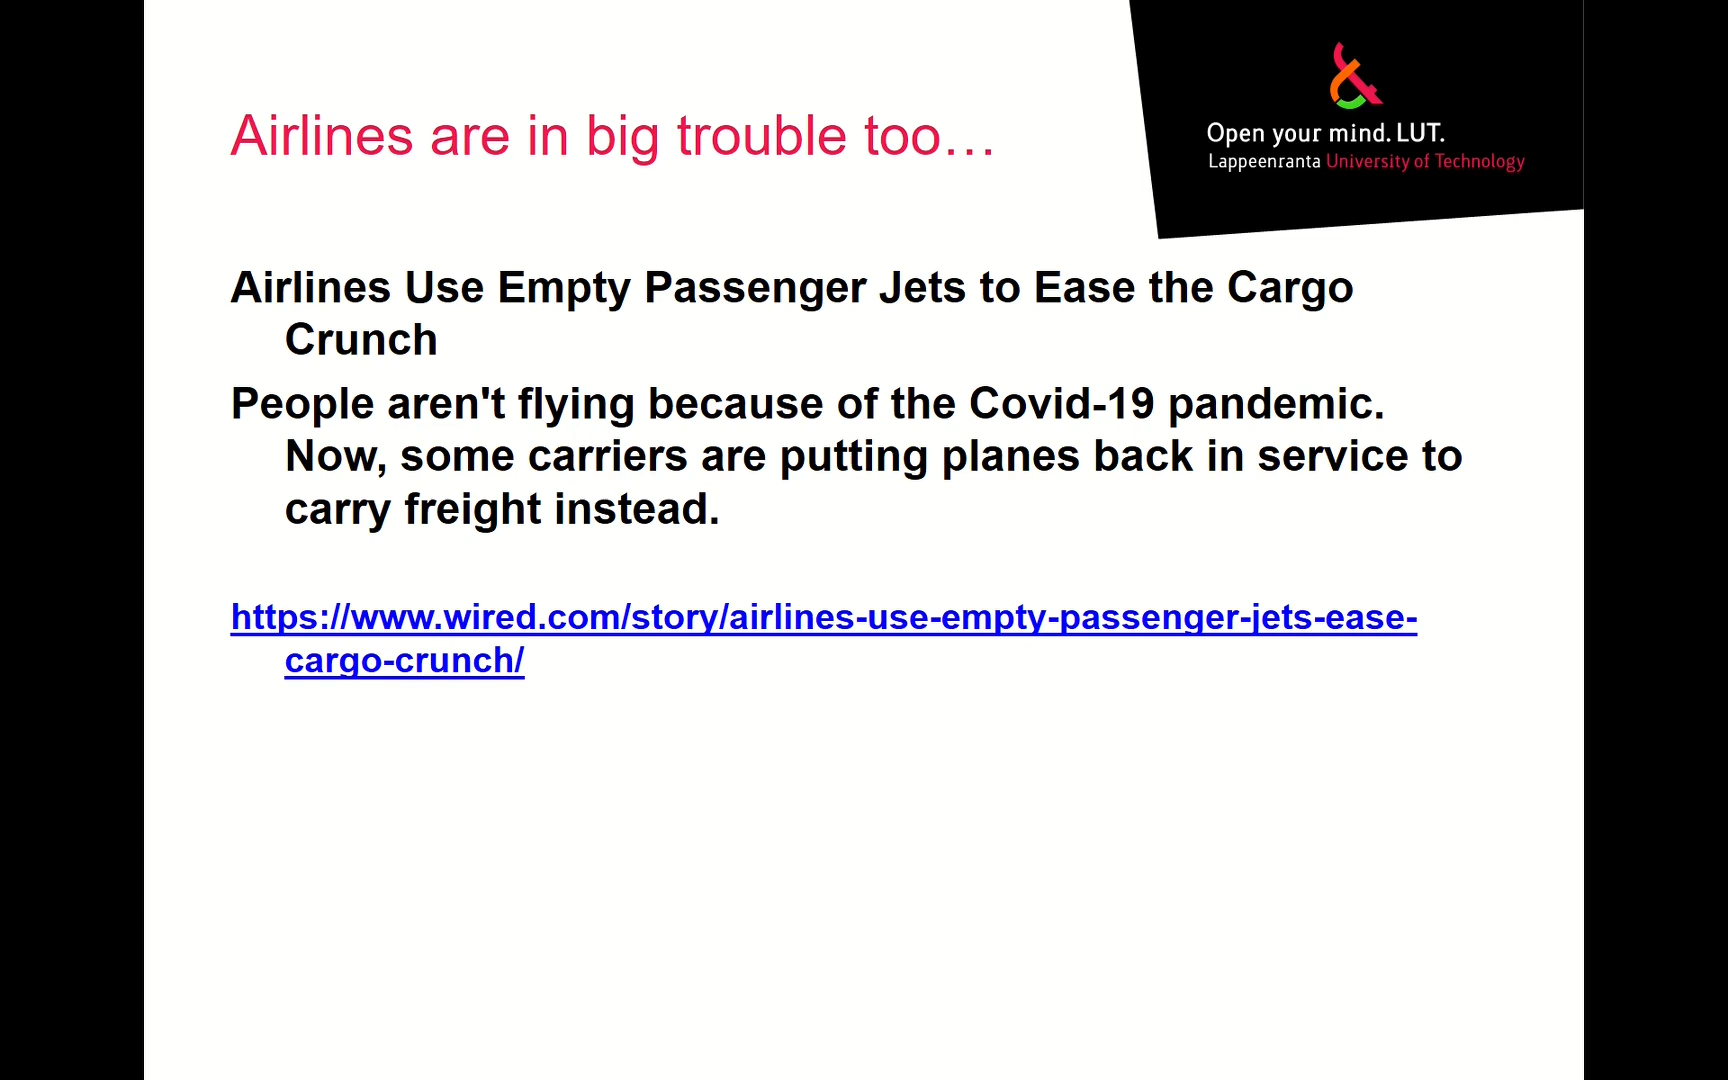 Airlines are in big trouble too…
Open your mind. LUT.
Lappeenranta University of Technology
Airlines Use Empty Passenger Jets to Ease the Cargo
Crunch
People aren't flying because of the Covid-19 pandemic.
Now, some carriers are putting planes back in service to
carry freight instead.
https://www.wired.com/story/airlines-use-empty-passenger-jets-ease-
cargo-crunch/